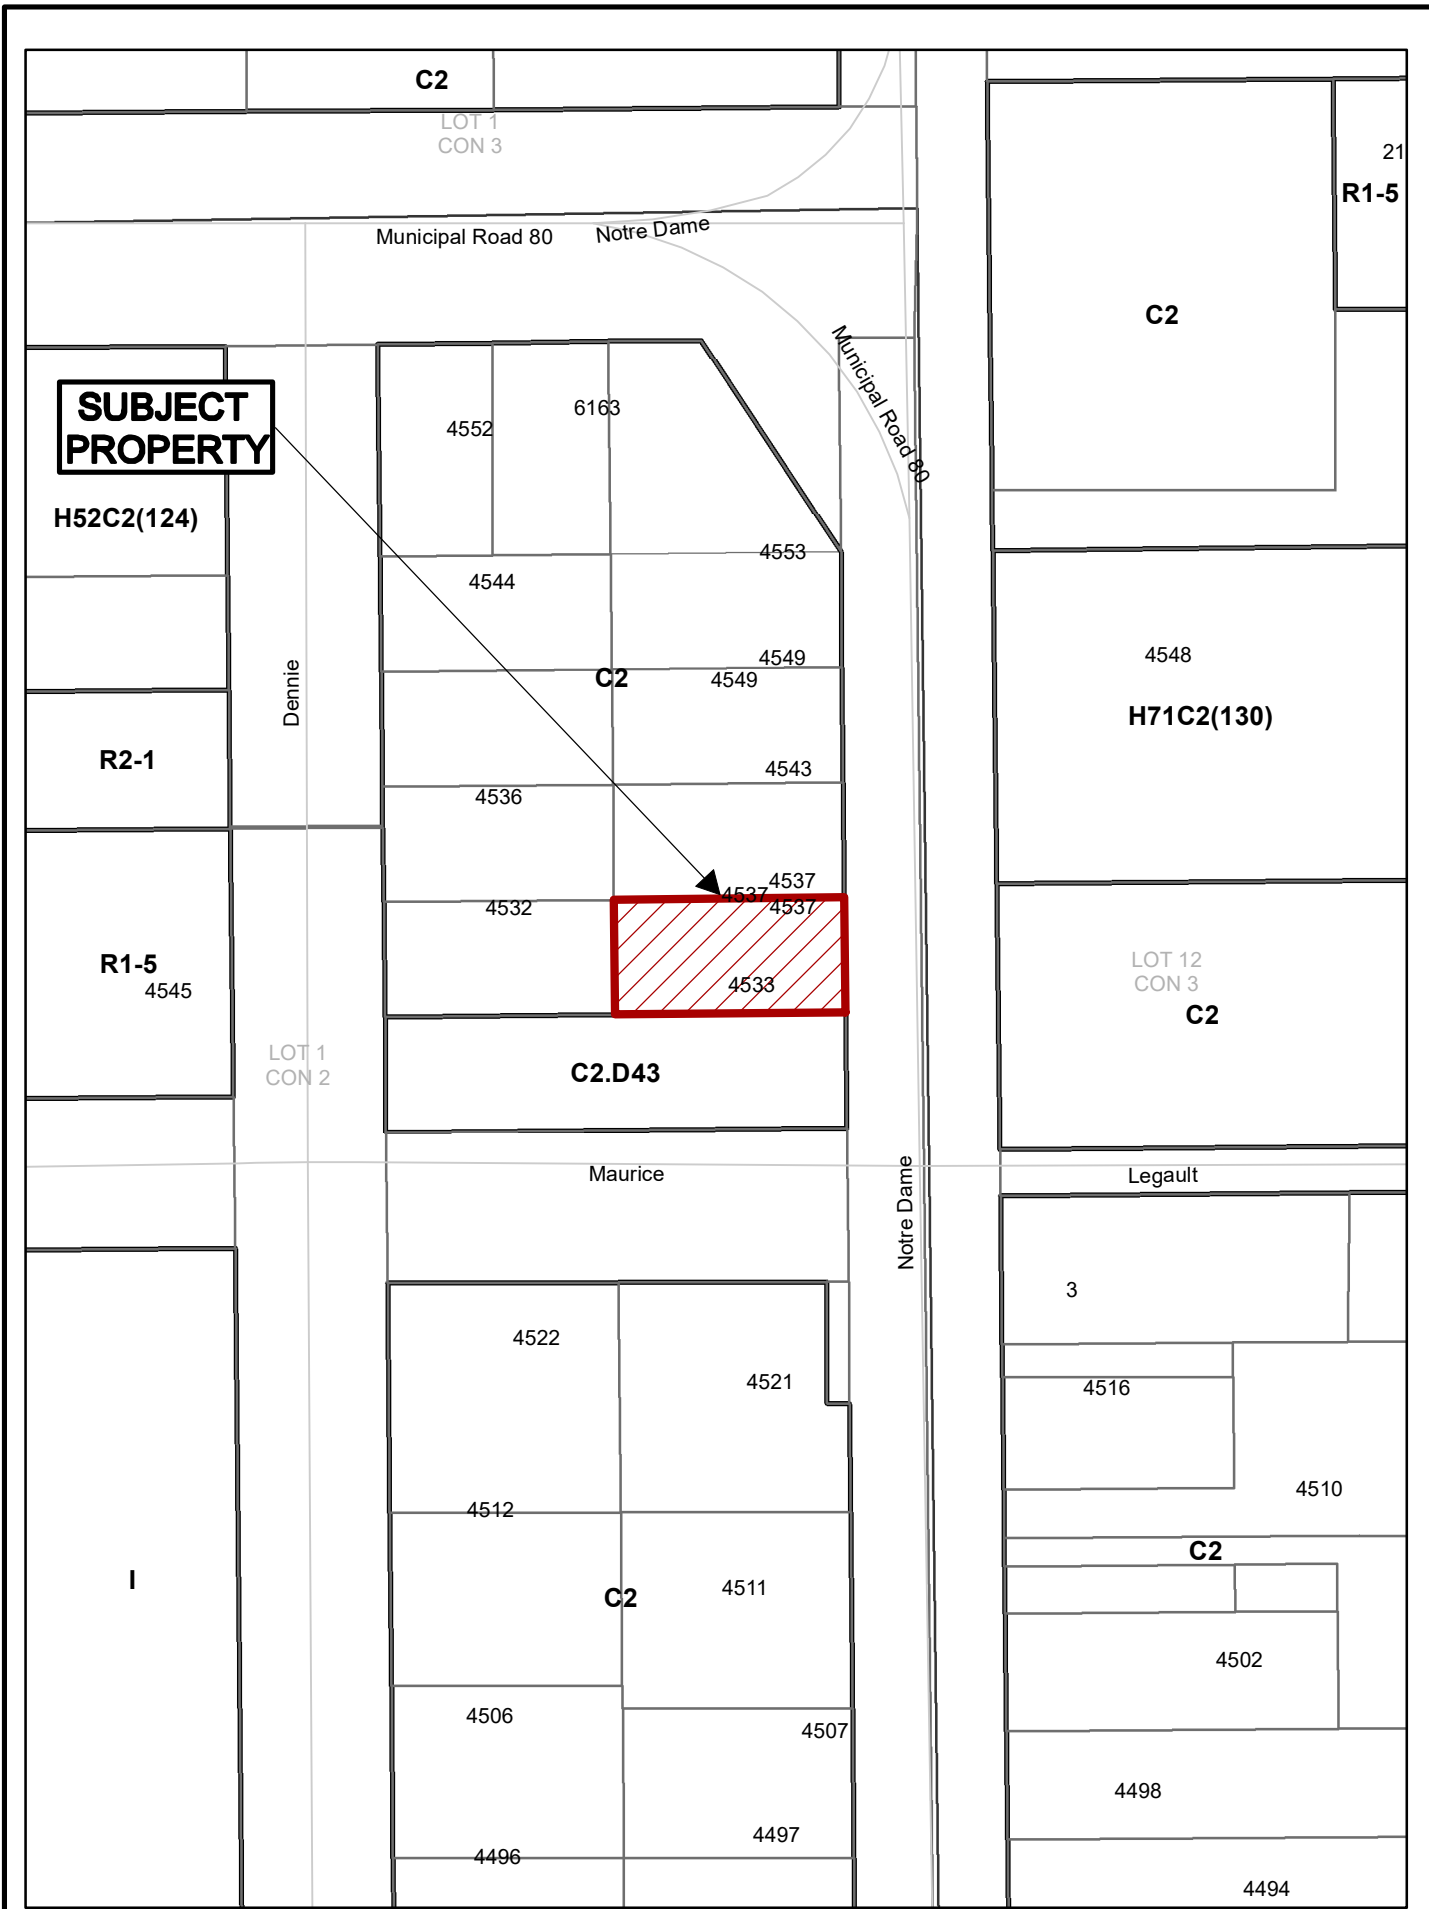 C2
LOT 1
CON 3
21
R1-5
Municipal Road 80
Notre Dame
C2
Municipal Road 80
SUBJECT
PROPERTY
6163
4552
H52C2(124)
4553
4544
4549
4548
C2
4549
Dennie
H71C2(130)
R2-1
4543
4536
4537
4537
4537
4532
R1-5
4545
4533
LOT 12
CON 3
C2
LOT 1
CON 2
C2.D43
Maurice
Legault
Notre Dame
3
4522
4521
4516
4510
4512
C2
I
4511
C2
4502
4506
4507
4498
4497
4496
4494